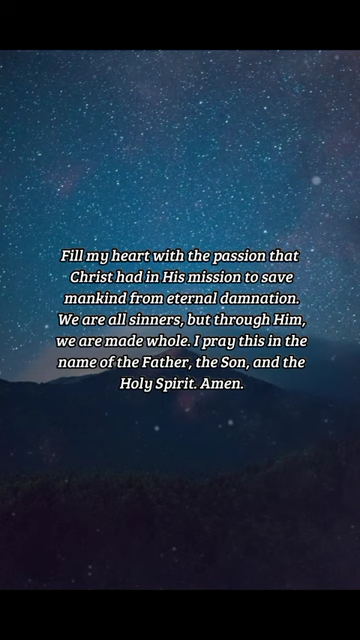 Fill my heart with the passion that
Christ had in His mission to save
mankind from eternal damnation.
We are all sinners, but through Him,
we are made whole. I pray this in the
name of the Father, the Son, and the
Holy Spirit. Amen.